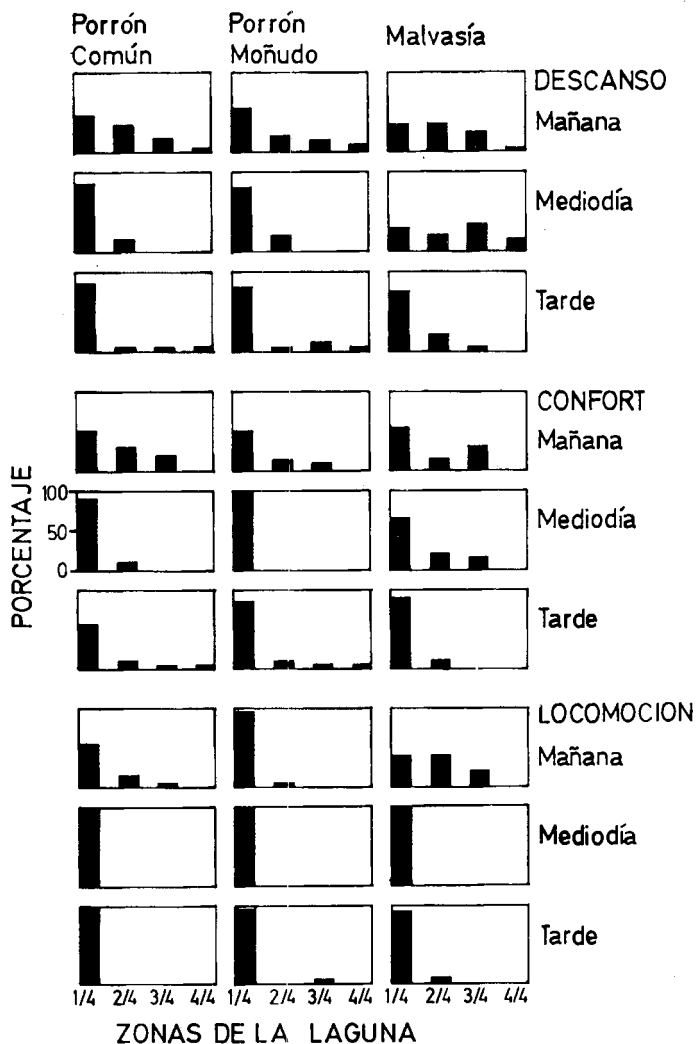 Porrón Común
Porrón Moñudo
Malvasía
DESCANSO
Mañana
Mediodía
Tarde
CONFORT
Mañana
Mediodía
Tarde
LOCOMOCION
Mañana
Mediodía
Tarde
PORCENTAJE
100
50
0
1/4 2/4 3/4 4/4 1/4 2/4 3/4 4/4 1/4 2/4 3/4 4/4
ZONAS DE LA LAGUNA